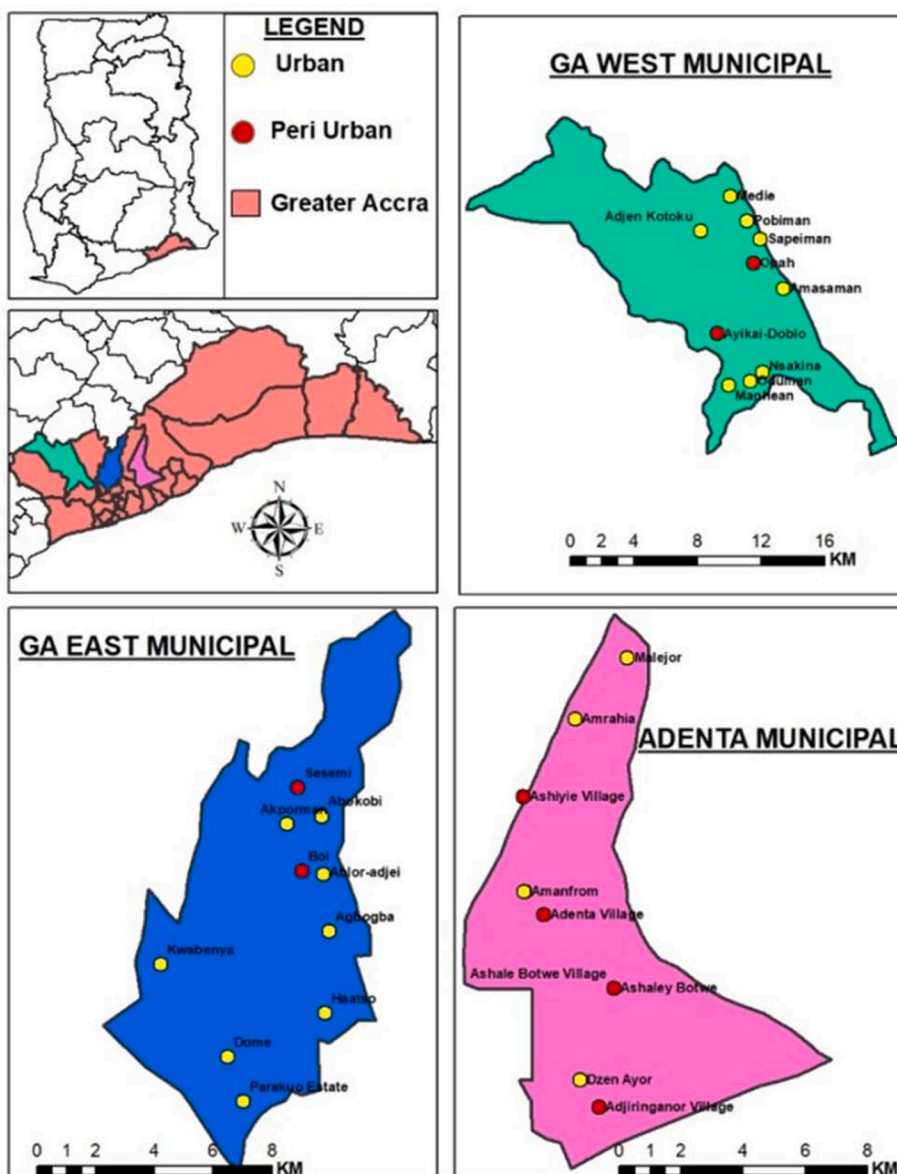 LEGEND
Urban
Peri Urban
Greater Accra
GA WEST MUNICIPAL
Medie
Adjen Kotoku
Pobiman
Sapeiman
Opah
Amasaman
Ayikai-Doblo
Nsakina
Oduman
Maphean
0 2 4 8 12 16
KM
N
W E
S
GA EAST MUNICIPAL
Sesemi
Akporman
Abokobi
Boi
Ablor-adjei
Agbogba
Kwabenya
Haatso
Dome
Parakuo Estate
0 1 2 4 6 8
KM
ADENTA MUNICIPAL
Malejor
Amrahia
Ashiyie Village
Amanfrom
Adenta Village
Ashale Botwe Village
Ashaley Botwe
Dzen Ayor
Adjiringanor Village
0 1 2 4 6 8
KM